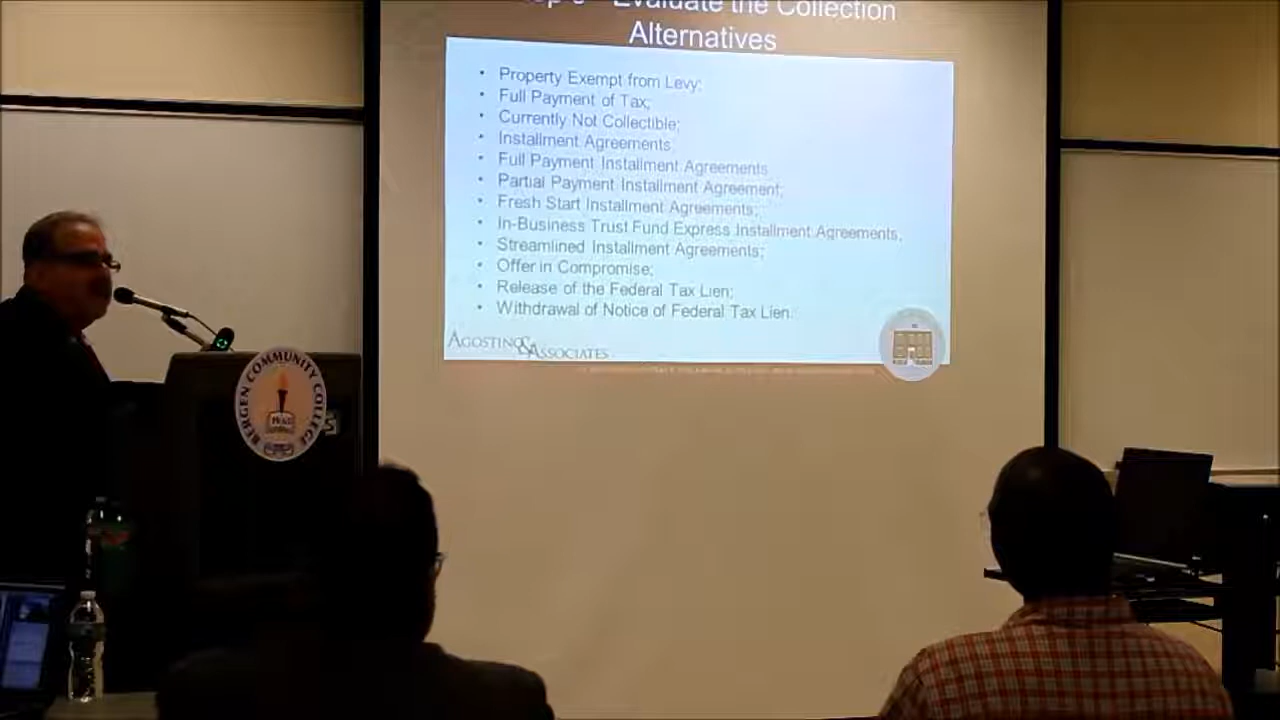 Evaluate the Collection
Alternatives
• Property Exempt from Levy;
• Full Payment of Tax;
• Currently Not Collectible;
• Installment Agreements
• Full Payment Installment Agreements
• Partial Payment Installment Agreement;
• Fresh Start Installment Agreements;
• In-Business Trust Fund Express Installment Agreements,
• Streamlined Installment Agreements;
• Offer in Compromise;
• Release of the Federal Tax Lien;
• Withdrawal of Notice of Federal Tax Lien.
AGOSTINO & ASSOCIATES
BERGEN COMMUNITY COLLEGE